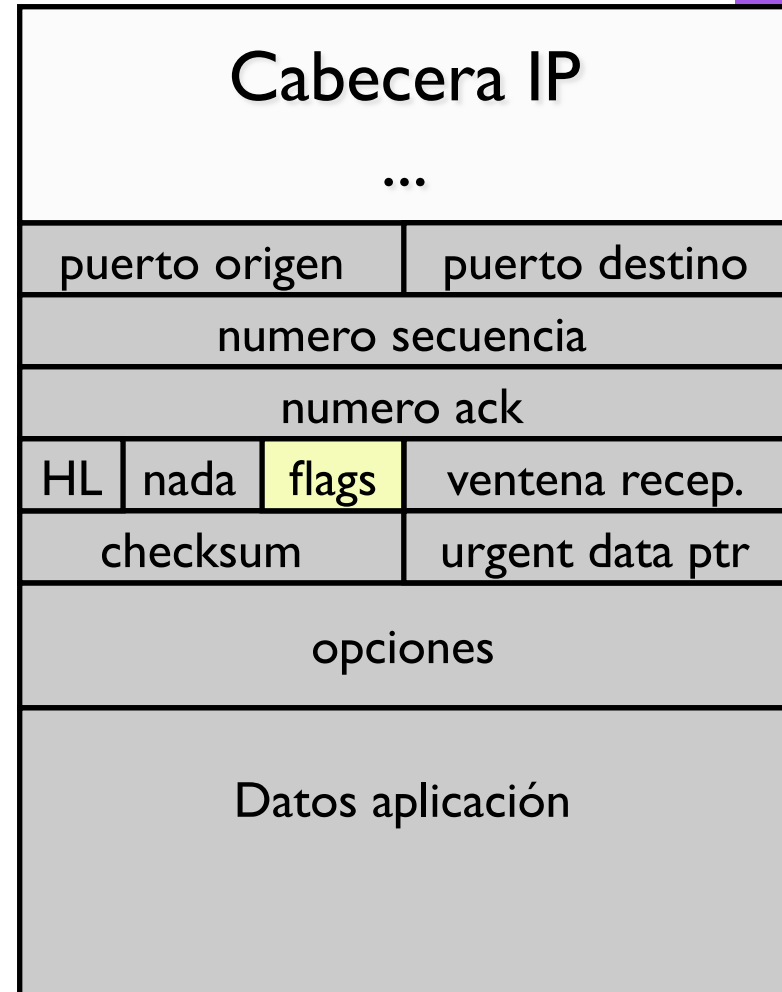 Cabecera IP
...
puerto origen puerto destino
numero secuencia
numero ack
HL nada flags ventena recep.
checksum urgent data ptr
opciones
Datos aplicación